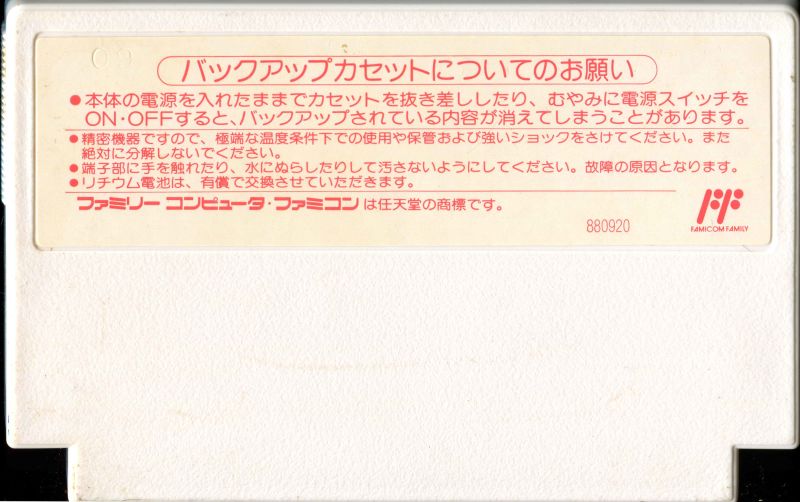 バックアップカセットについてのお願い
●本体の電源を入れたままでカセットを抜き差ししたり、むやみに電源スイッチを
ON・OFFすると、バックアップされている内容が消えてしまうことがあります。
●精密機器ですので、極端な温度条件下での使用や保管および強いショックをさけてください。また
絶対に分解しないでください。
●端子部に手を触れたり、水にぬらしたりして汚さないようにしてください。故障の原因となります。
●リチウム電池は、有償で交換させていただきます。
ファミリー コンピュータ・ファミコン は任天堂の商標です。
880920
FAMICOM FAMILY